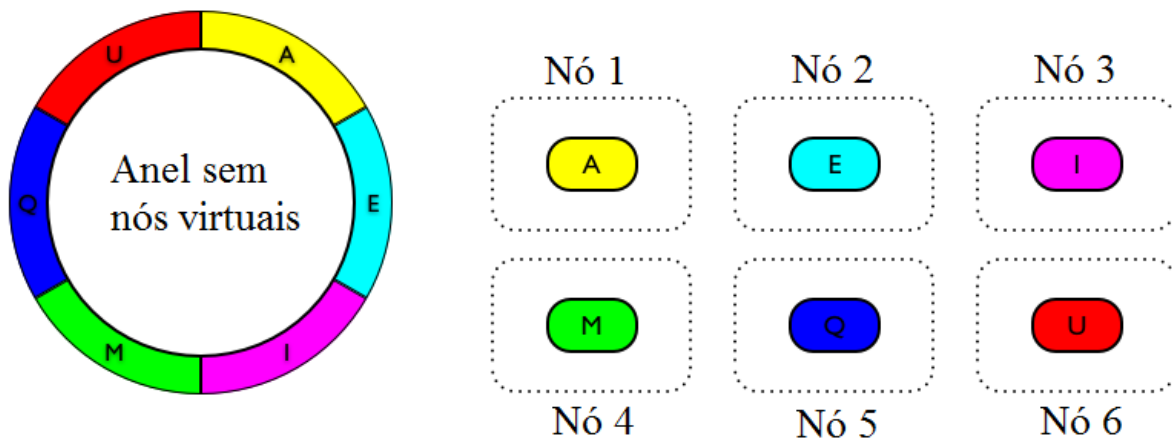 U
A
Q
Anel sem
nós virtuais
E
M
I
Nó 1
Nó 2
Nó 3
A
E
I
M
Q
U
Nó 4
Nó 5
Nó 6